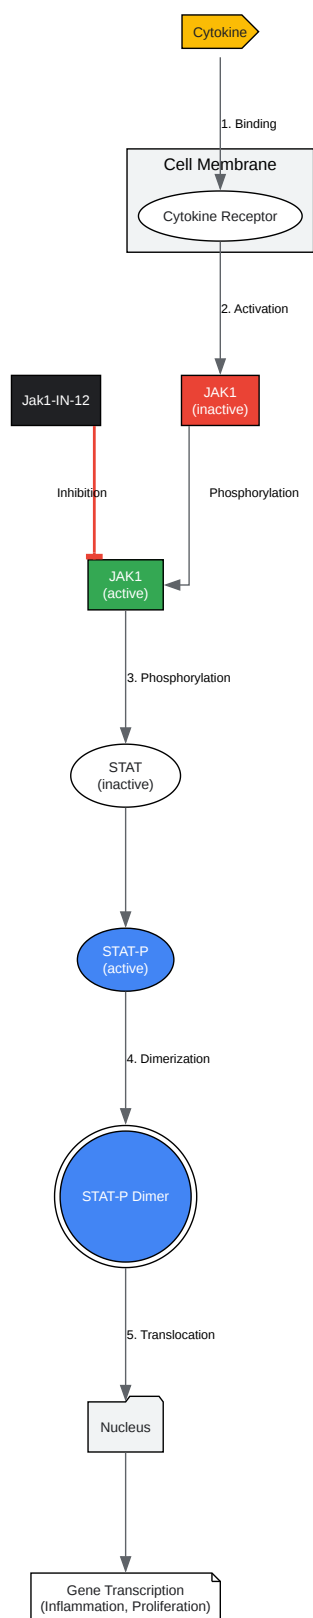 Cytokine
1. Binding
Cell Membrane
Cytokine Receptor
2. Activation
Jak1-IN-12
JAK1
(inactive)
Inhibition
Phosphorylation
JAK1
(active)
3. Phosphorylation
STAT
(inactive)
STAT-P
(active)
4. Dimerization
STAT-P Dimer
5. Translocation
Nucleus
Gene Transcription
(Inflammation, Proliferation)